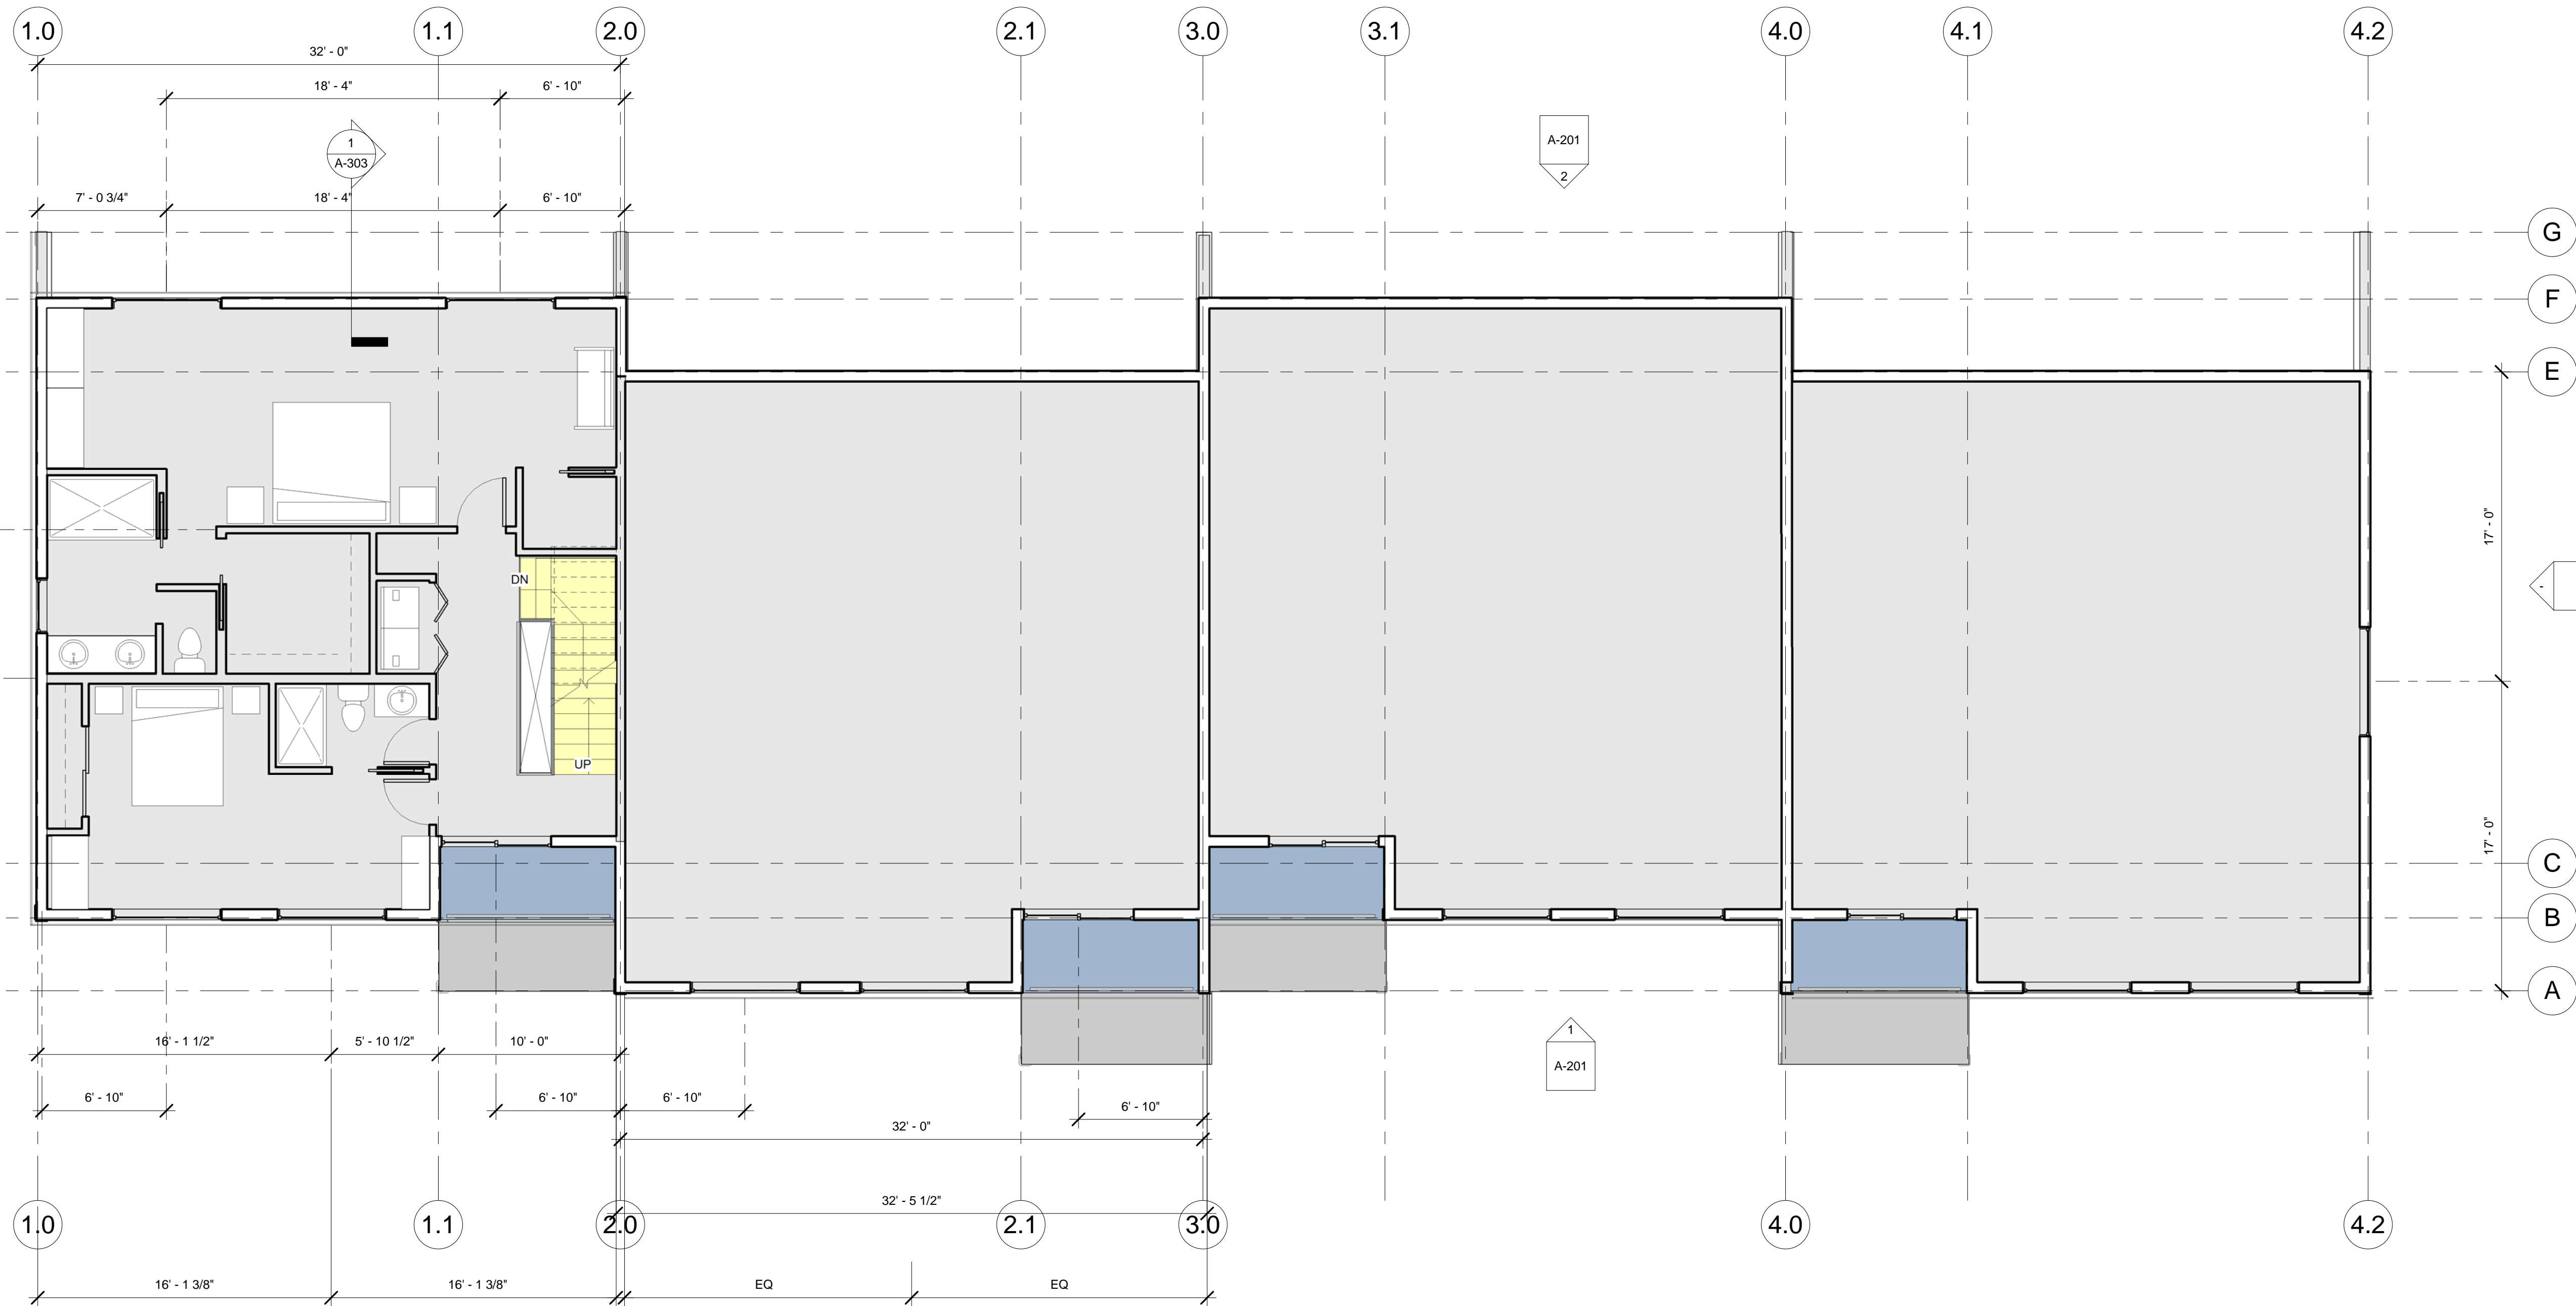 1.0 1.1 2.0 2.1 3.0 3.1 4.0 4.1 4.2
32' - 0"
18' - 4" 6' - 10"
1
A-303
A-201
2
7' - 0 3/4" 18' - 4" 6' - 10"
G
F
E
17' - 0"
DN
-
UP
17' - 0"
C
B
A
16' - 1 1/2" 5' - 10 1/2" 10' - 0"
1
A-201
6' - 10" 6' - 10" 6' - 10" 6' - 10"
32' - 0"
32' - 5 1/2"
1.0 1.1 2.0 2.1 3.0 4.0 4.2
16' - 1 3/8" 16' - 1 3/8" EQ EQ